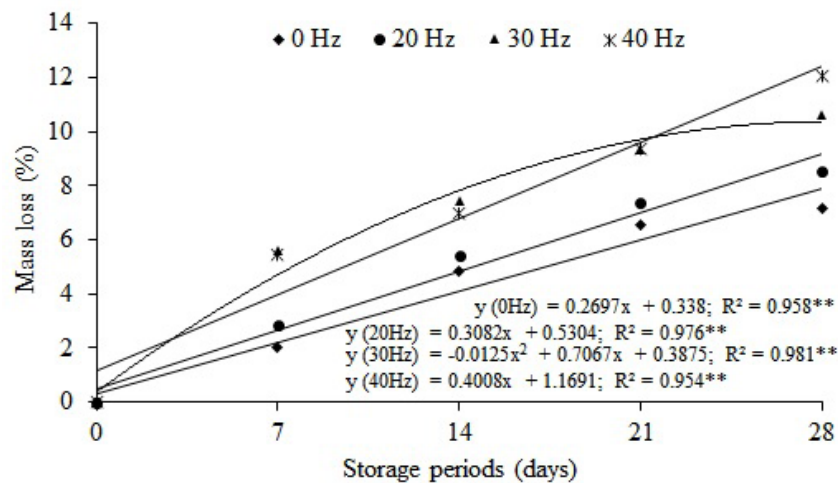 14
0 Hz 20 Hz 30 Hz 40 Hz
12
10
8
6
4
2
0
Mass loss (%)
y (0Hz) = 0.2697x + 0.338; R² = 0.958**
y (20Hz) = 0.3082x + 0.5304; R² = 0.976**
y (30Hz) = -0.0125x² + 0.7067x + 0.3875; R² = 0.981**
y (40Hz) = 0.4008x + 1.1691; R² = 0.954**
0 7 14 21 28
Storage periods (days)